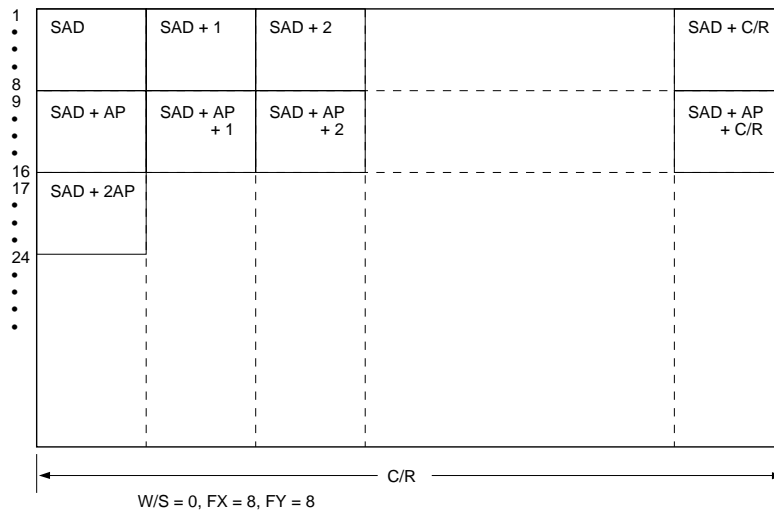 1
•
•
•
8
9
•
•
•
16
17
•
•
•
24
•
•
•
•
SAD
SAD + 1
SAD + 2
SAD + C/R
SAD + AP
SAD + AP
+ 1
SAD + AP
+ 2
SAD + AP
+ C/R
SAD + 2AP
C/R
W/S = 0, FX = 8, FY = 8